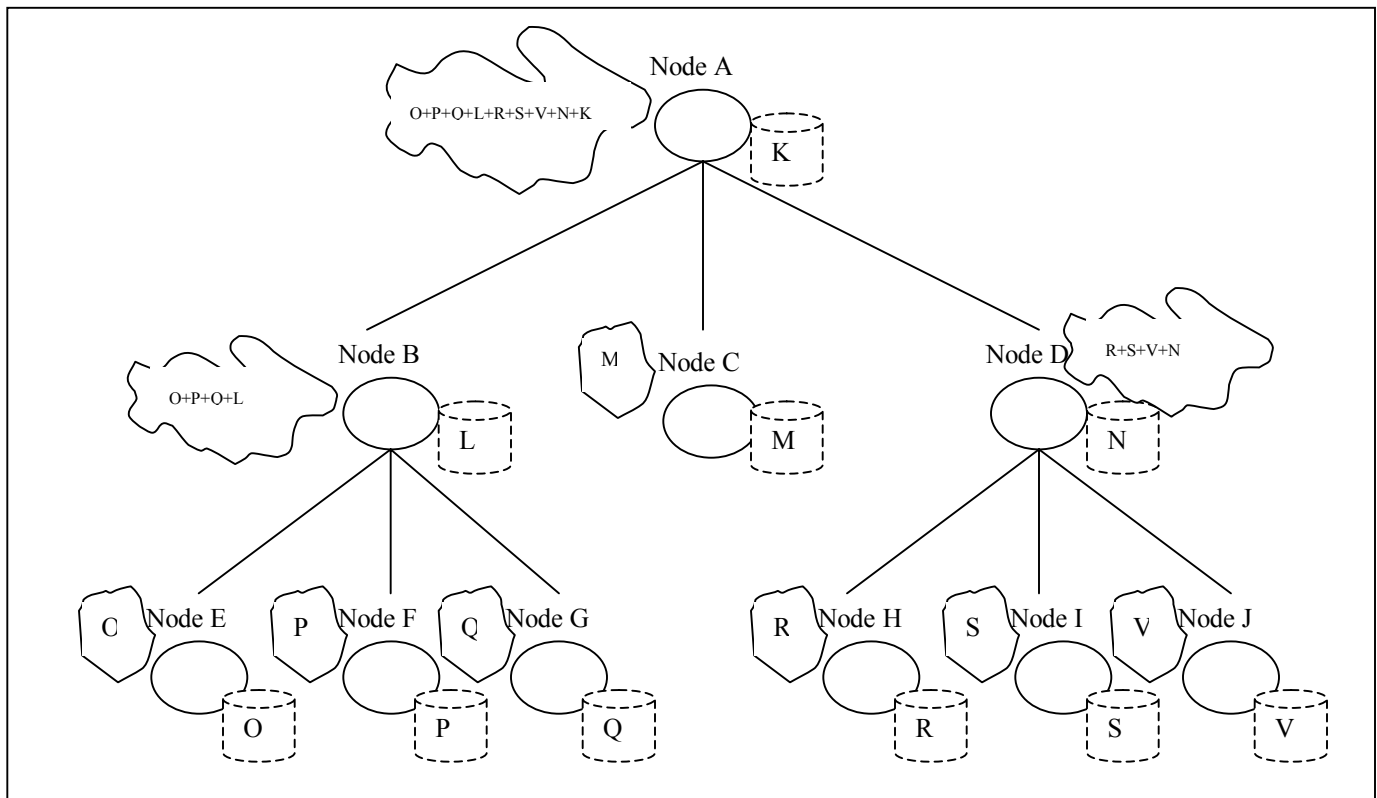 Node A
O+P+Q+L+R+S+V+N+K
K
Node B
O+P+Q+L
L
M
Node C
M
Node D
R+S+V+N
N
O
Node E
O
P
Node F
P
Q
Node G
Q
R
Node H
R
S
Node I
S
V
Node J
V